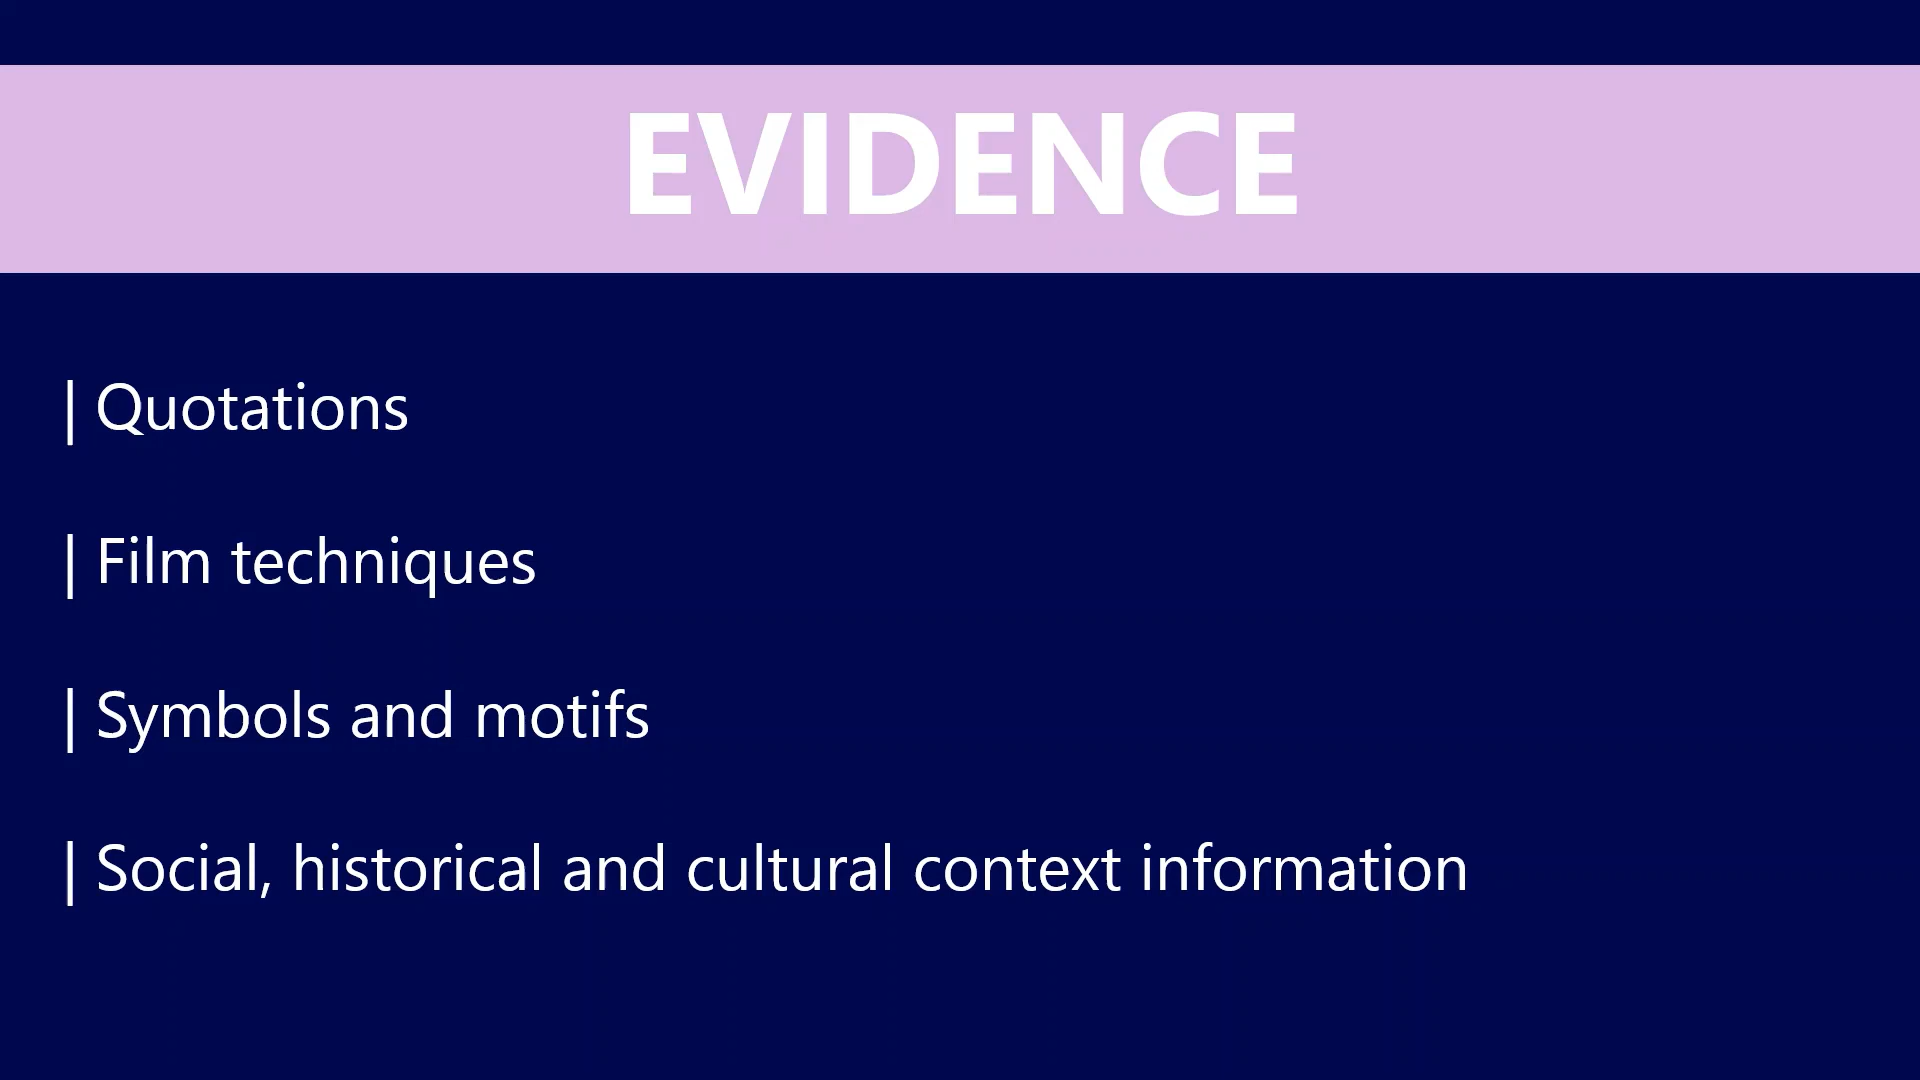 EVIDENCE
| Quotations
| Film techniques
| Symbols and motifs
| Social, historical and cultural context information